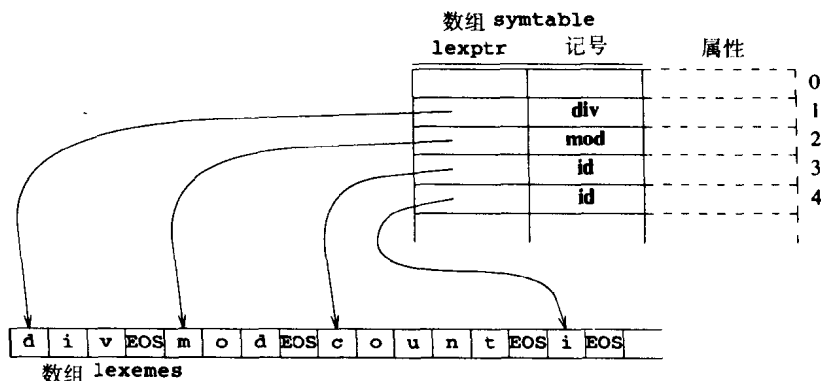 数组 symtable
lexptr 记号 属性
0
div 1
mod 2
id 3
id 4
d i v EOS m o d EOS c o u n t EOS i EOS
数组 lexemes